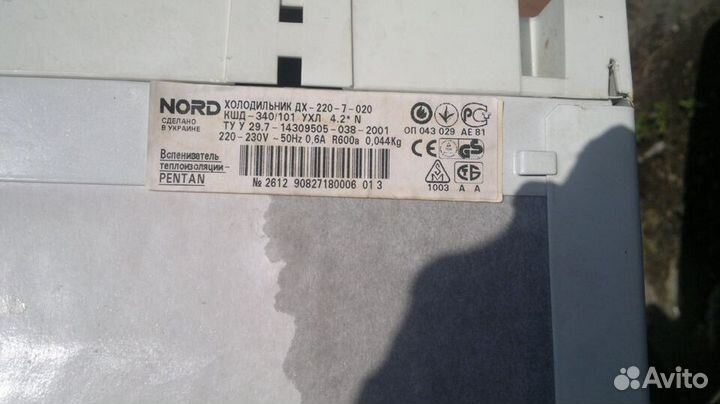 NORD ХОЛОДИЛЬНИК ДХ-220-7-020
СДЕЛАНО В УКРАИНЕ
КШД-340/101 УХЛ 4.2* N
ТУ У 29.7-14309505-038-2001
220-230V ~50Hz 0,6A R600a 0,044Kg
Вспениватель
теплоизоляции-
PENTAN
№ 2612 90827180006 01 3
ОП 043 029 АЕ 81
CE
GS
1003 А А
Avito